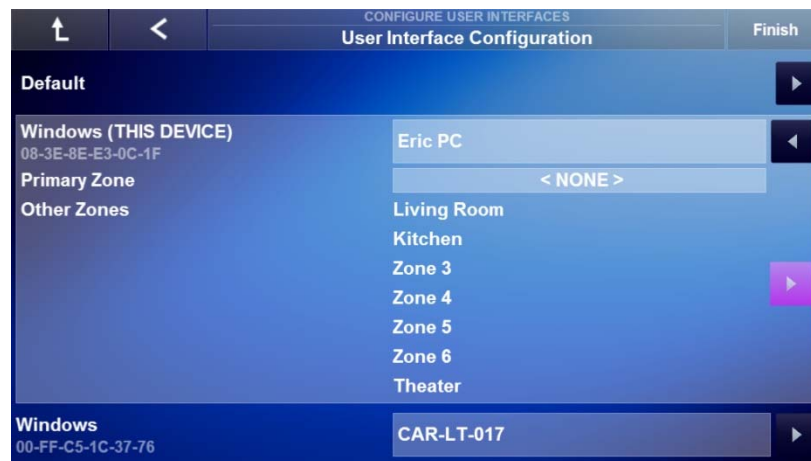 CONFIGURE USER INTERFACES
User Interface Configuration
Finish
Default
Windows (THIS DEVICE)
08-3E-8E-E3-0C-1F
Eric PC
Primary Zone
< NONE >
Other Zones
Living Room
Kitchen
Zone 3
Zone 4
Zone 5
Zone 6
Theater
Windows
00-FF-C5-1C-37-76
CAR-LT-017